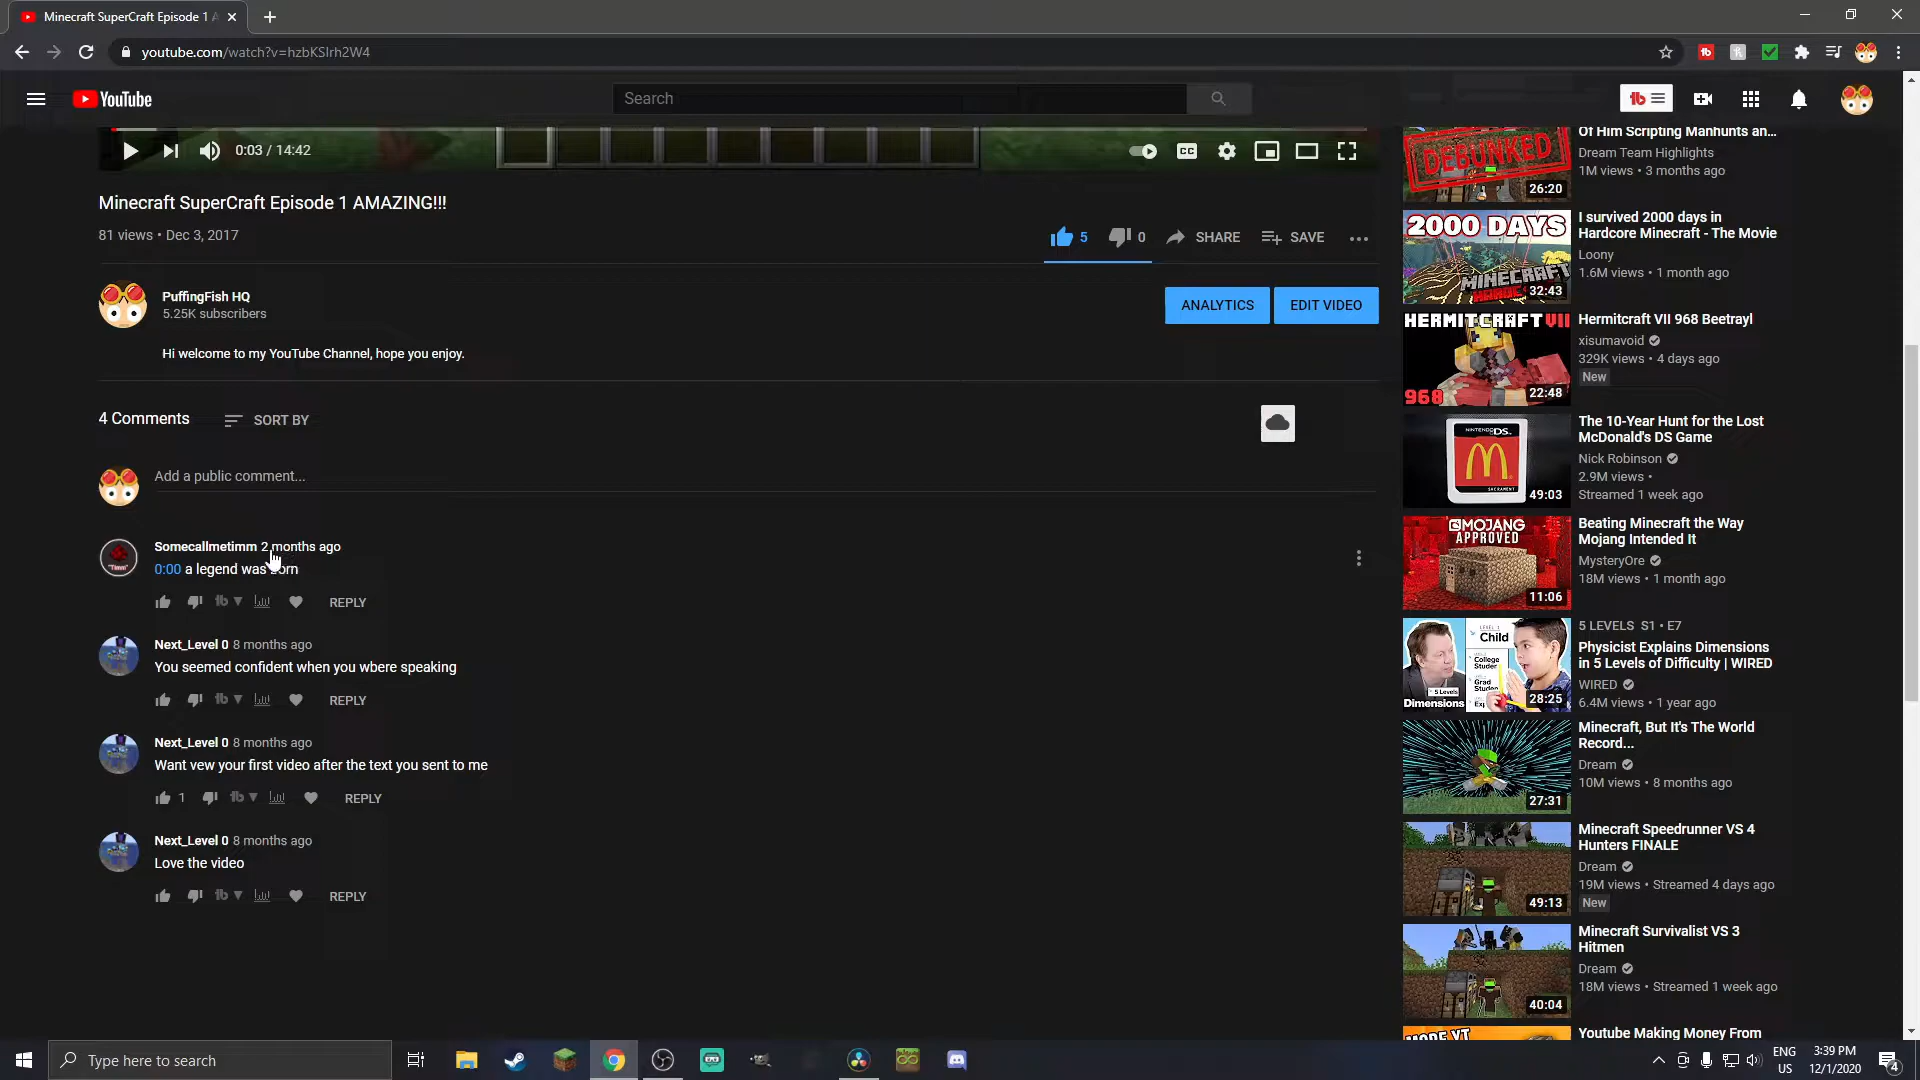 Minecraft SuperCraft Episode 1 A
youtube.com/watch?v=hzbKSIrh2W4
YouTube
Search
0:03 / 14:42
CC
Minecraft SuperCraft Episode 1 AMAZING!!!
81 views • Dec 3, 2017
5
0
SHARE
SAVE
PuffingFish HQ
5.25K subscribers
ANALYTICS
EDIT VIDEO
Hi welcome to my YouTube Channel, hope you enjoy.
4 Comments
SORT BY
Add a public comment...
Somecallmetimm 2 months ago
0:00 a legend was born
REPLY
Next_Level 0 8 months ago
You seemed confident when you wbere speaking
REPLY
Next_Level 0 8 months ago
Want vew your first video after the text you sent to me
1
REPLY
Next_Level 0 8 months ago
Love the video
REPLY
DEBUNKED
26:20
Of Him Scripting Manhunts an...
Dream Team Highlights
1M views • 3 months ago
2000 DAYS
MINECRAFT
32:43
I survived 2000 days in
Hardcore Minecraft - The Movie
Loony
1.6M views • 1 month ago
HERMITCRAFT VII
968
22:48
Hermitcraft VII 968 Beetrayl
xisumavoid
329K views • 4 days ago
New
NINTENDO DS
SACRAMENT
49:03
The 10-Year Hunt for the Lost
McDonald's DS Game
Nick Robinson
2.9M views •
Streamed 1 week ago
MOJANG
APPROVED
11:06
Beating Minecraft the Way
Mojang Intended It
MysteryOre
18M views • 1 month ago
LEVEL 1
Child
College
Grad
5 Levels
Dimensions
28:25
5 LEVELS S1 • E7
Physicist Explains Dimensions
in 5 Levels of Difficulty | WIRED
WIRED
6.4M views • 1 year ago
27:31
Minecraft, But It's The World
Record...
Dream
10M views • 8 months ago
49:13
Minecraft Speedrunner VS 4
Hunters FINALE
Dream
19M views • Streamed 4 days ago
New
40:04
Minecraft Survivalist VS 3
Hitmen
Dream
18M views • Streamed 1 week ago
Youtube Making Money From
Type here to search
ENG
US
3:39 PM
12/1/2020
4